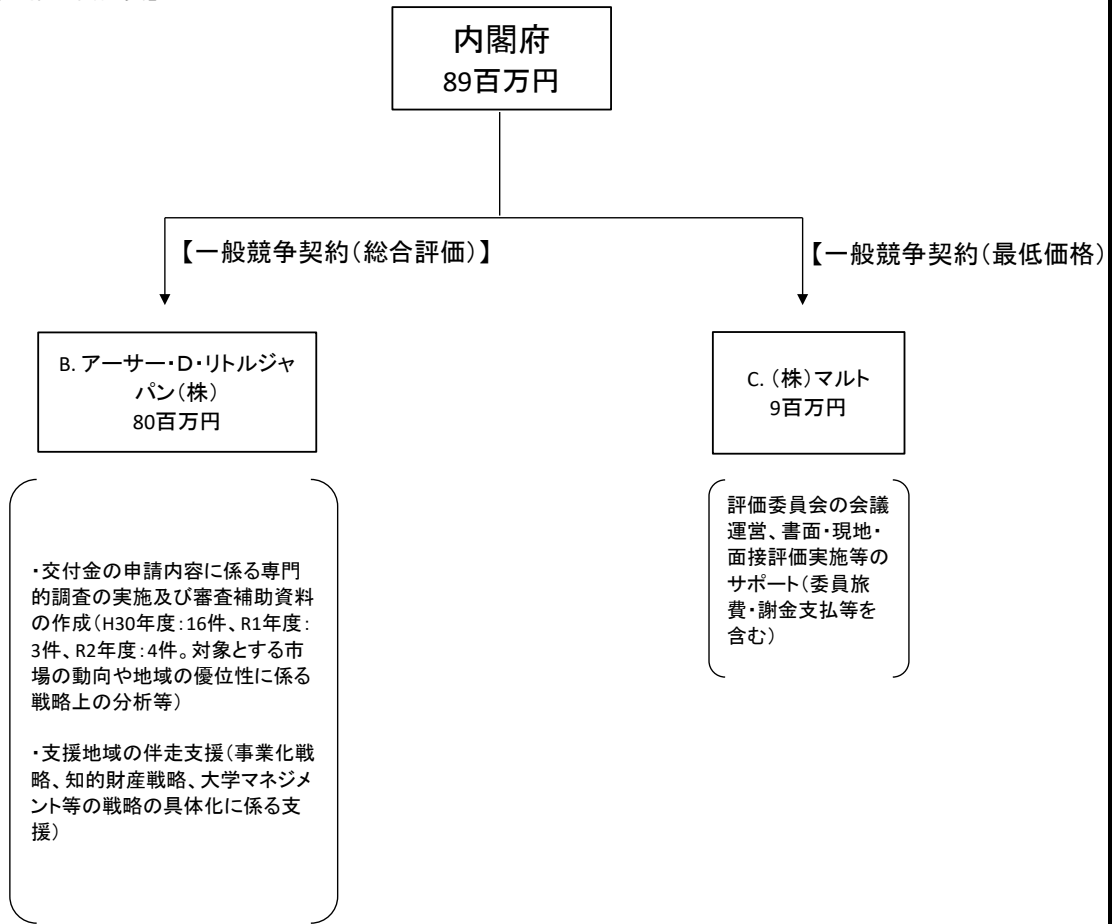 内閣府
89百万円
【一般競争契約（総合評価）】
【一般競争契約（最低価格）
B. アーサー・D・リトルジャ
パン（株）
80百万円
C. （株）マルト
9百万円
・交付金の申請内容に係る専門
的調査の実施及び審査補助資料
の作成（H30年度：16件、R1年度：
3件、R2年度：4件。対象とする市
場の動向や地域の優位性に係る
戦略上の分析等）
・支援地域の伴走支援（事業化戦
略、知的財産戦略、大学マネジメ
ント等の戦略の具体化に係る支
援）
評価委員会の会議
運営、書面・現地・
面接評価実施等の
サポート（委員旅
費・謝金支払等を
含む）